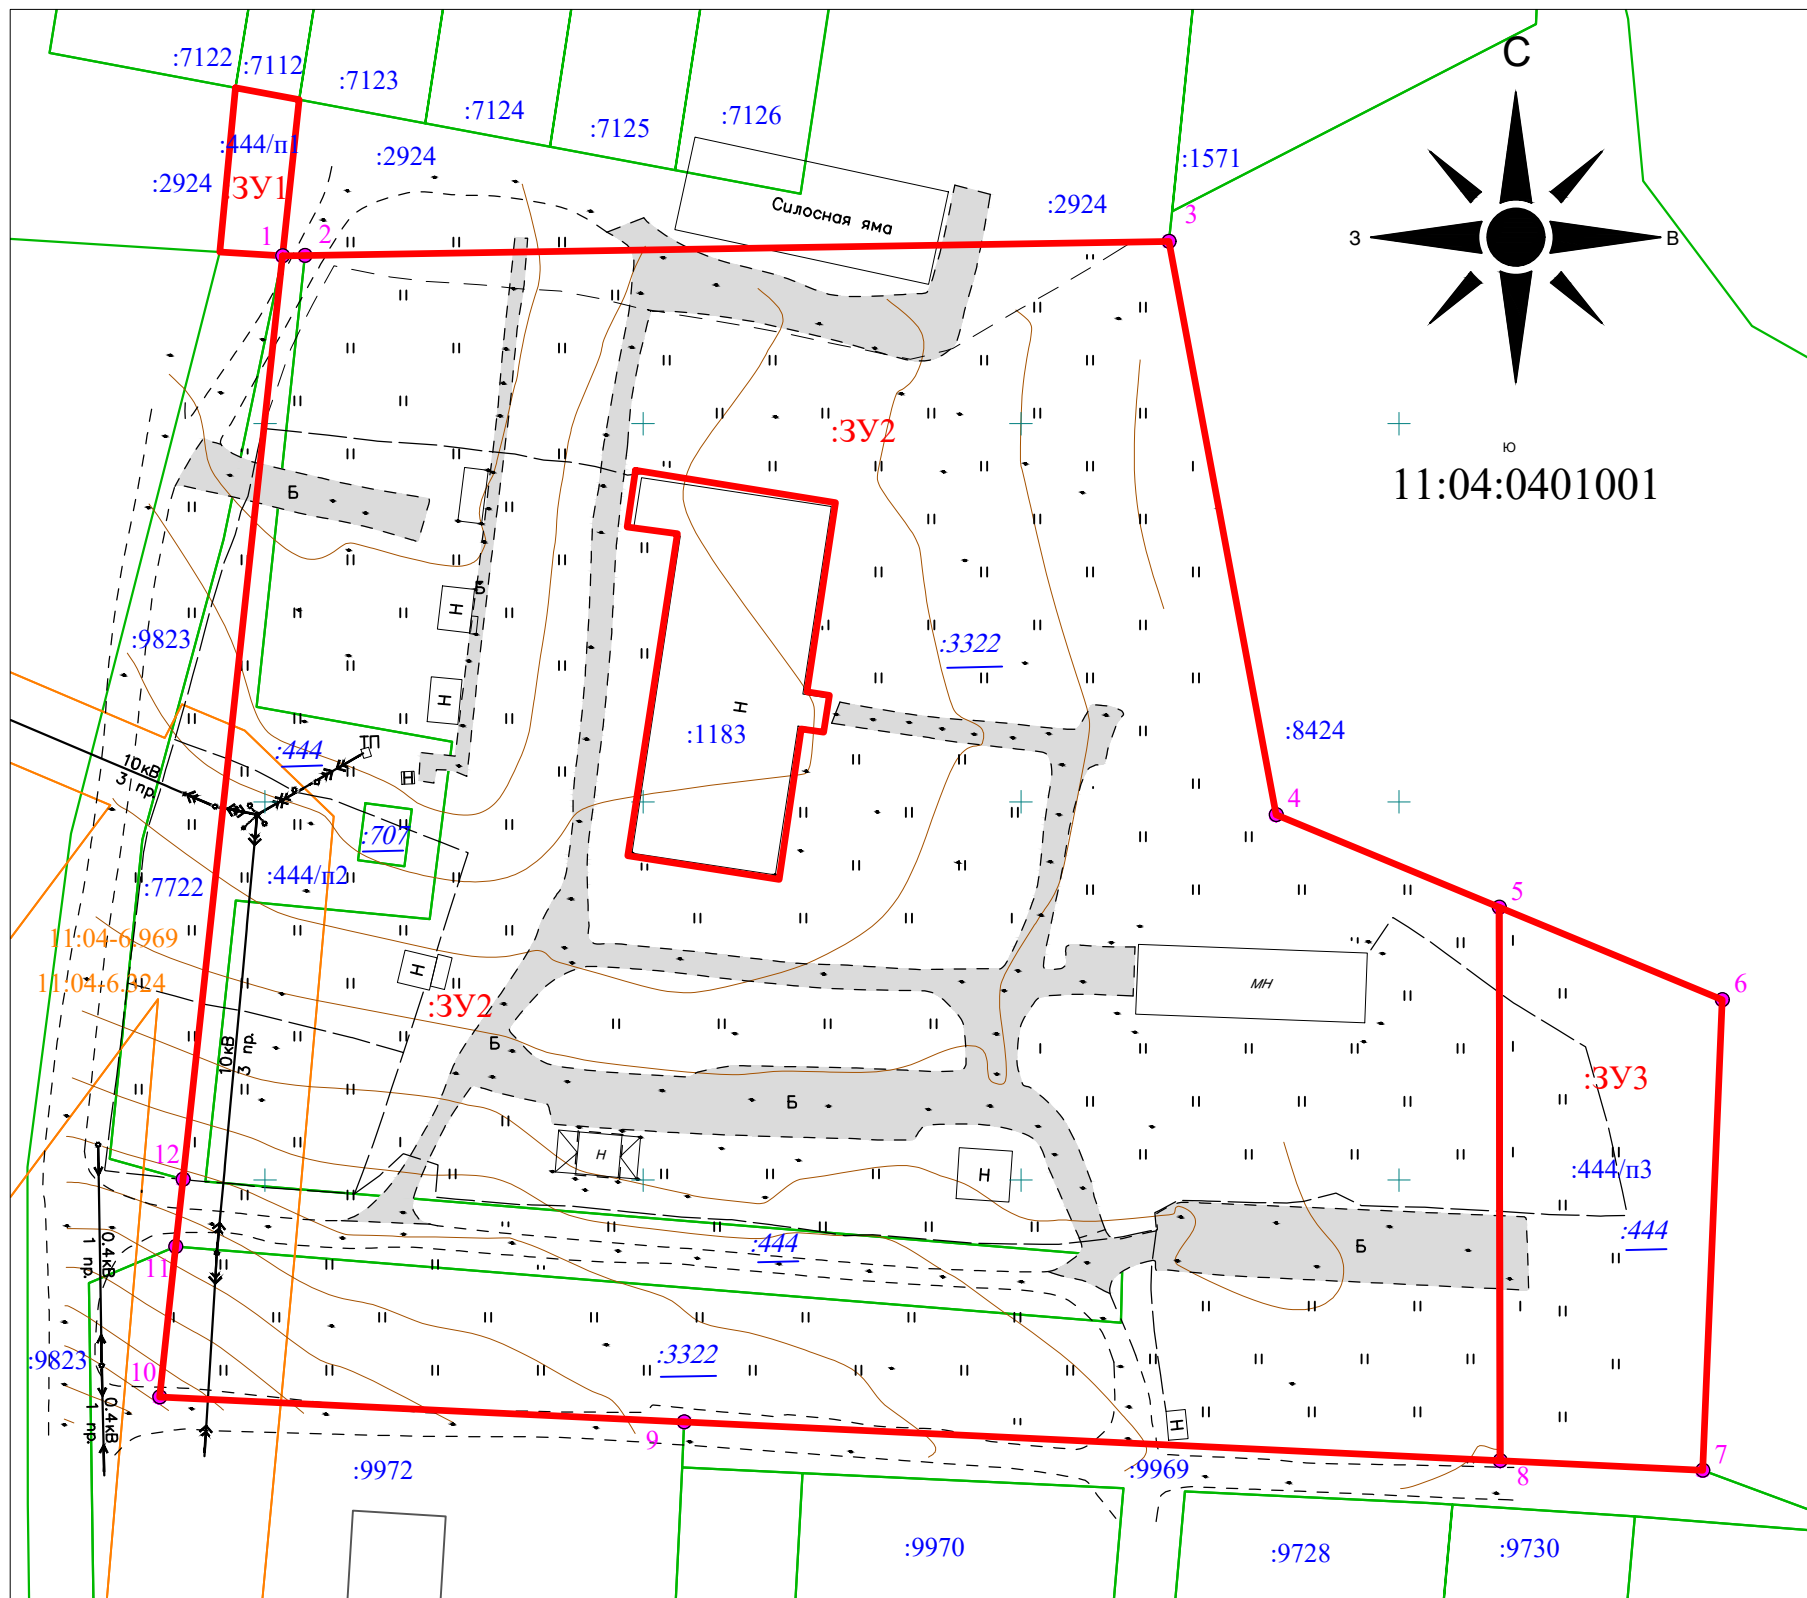 :7122
:7112
:7123
:7124
:7125
:7126
С
:444/п1
:2924
:1571
:2924
:ЗУ1
:2924
Силосная яма
1
2
3
З
В
:ЗУ2
ю
11:04:0401001
Б
Б
Н
:9823
:3322
Н
Н
:1183
:8424
ТП
:444
10кВ
3 пр.
Н
4
:707
:7722
:444/п2
5
11:04-6.969
11:04-6.324
Н
:ЗУ2
МН
6
Б
10кВ
3 пр.
:ЗУ3
Б
12
Н
Н
:444/п3
:444
:444
Б
0.4кВ
1 пр.
11
:9823
10
:3322
0.4кВ
1 пр.
9
Н
7
:9972
:9969
8
:9970
:9728
:9730